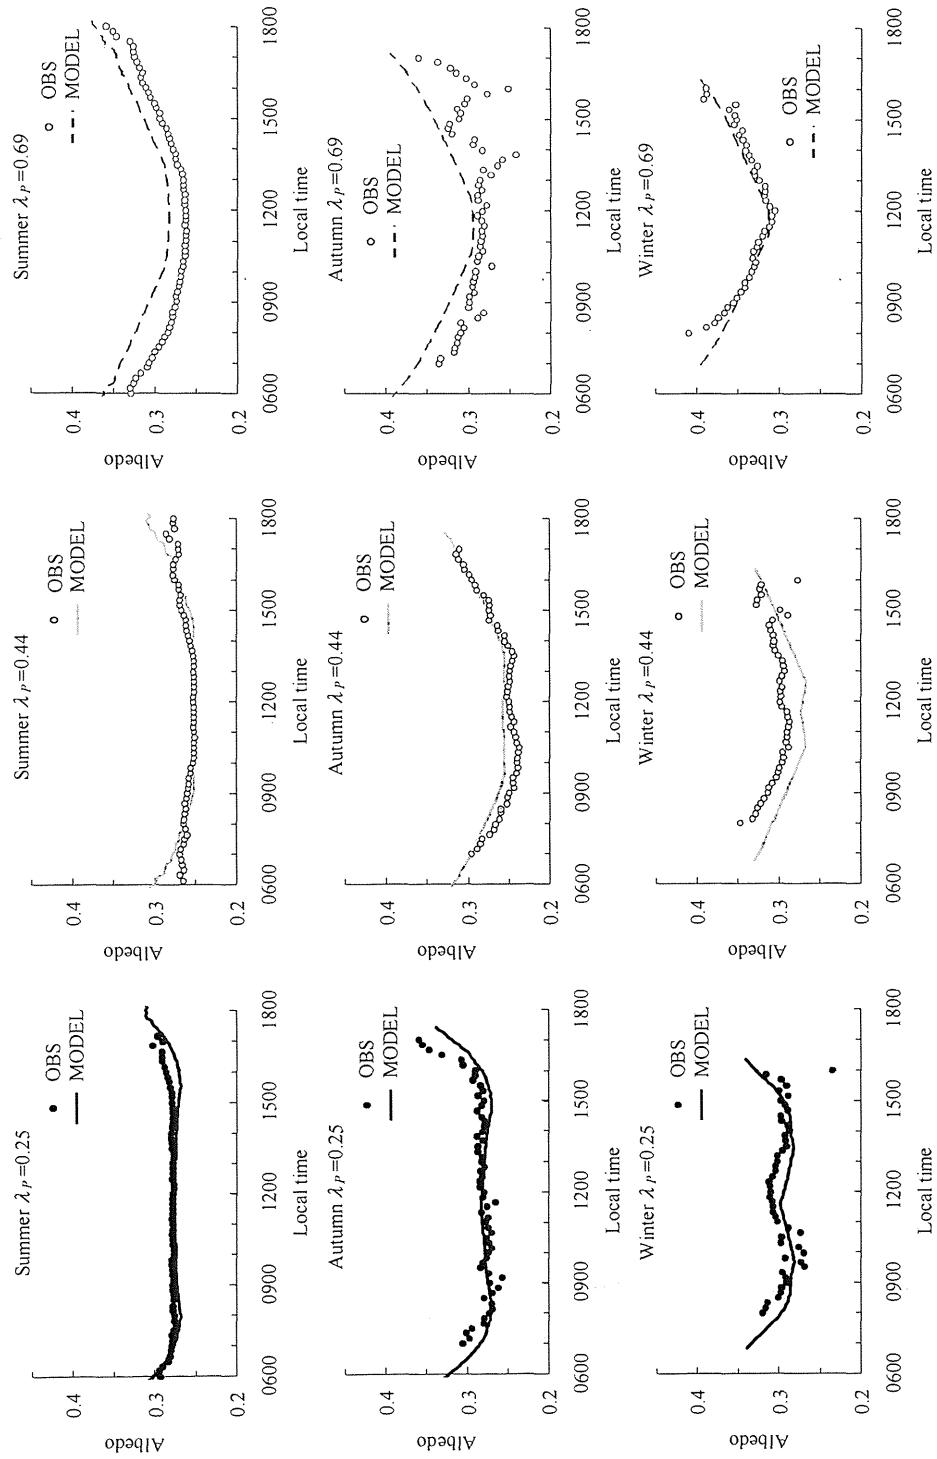 Summer λP=0.25
OBS
MODEL
Albedo
0.4
0.3
0.2
0600 0900 1200 1500 1800
Local time
Summer λP=0.44
OBS
MODEL
Albedo
0.4
0.3
0.2
0600 0900 1200 1500 1800
Local time
Summer λP=0.69
OBS
MODEL
Albedo
0.4
0.3
0.2
0600 0900 1200 1500 1800
Local time
Autumn λP=0.25
OBS
MODEL
Albedo
0.4
0.3
0.2
0600 0900 1200 1500 1800
Local time
Autumn λP=0.44
OBS
MODEL
Albedo
0.4
0.3
0.2
0600 0900 1200 1500 1800
Local time
Autumn λP=0.69
OBS
MODEL
Albedo
0.4
0.3
0.2
0600 0900 1200 1500 1800
Local time
Winter λP=0.25
OBS
MODEL
Albedo
0.4
0.3
0.2
0600 0900 1200 1500 1800
Local time
Winter λP=0.44
OBS
MODEL
Albedo
0.4
0.3
0.2
0600 0900 1200 1500 1800
Local time
Winter λP=0.69
OBS
MODEL
Albedo
0.4
0.3
0.2
0600 0900 1200 1500 1800
Local time